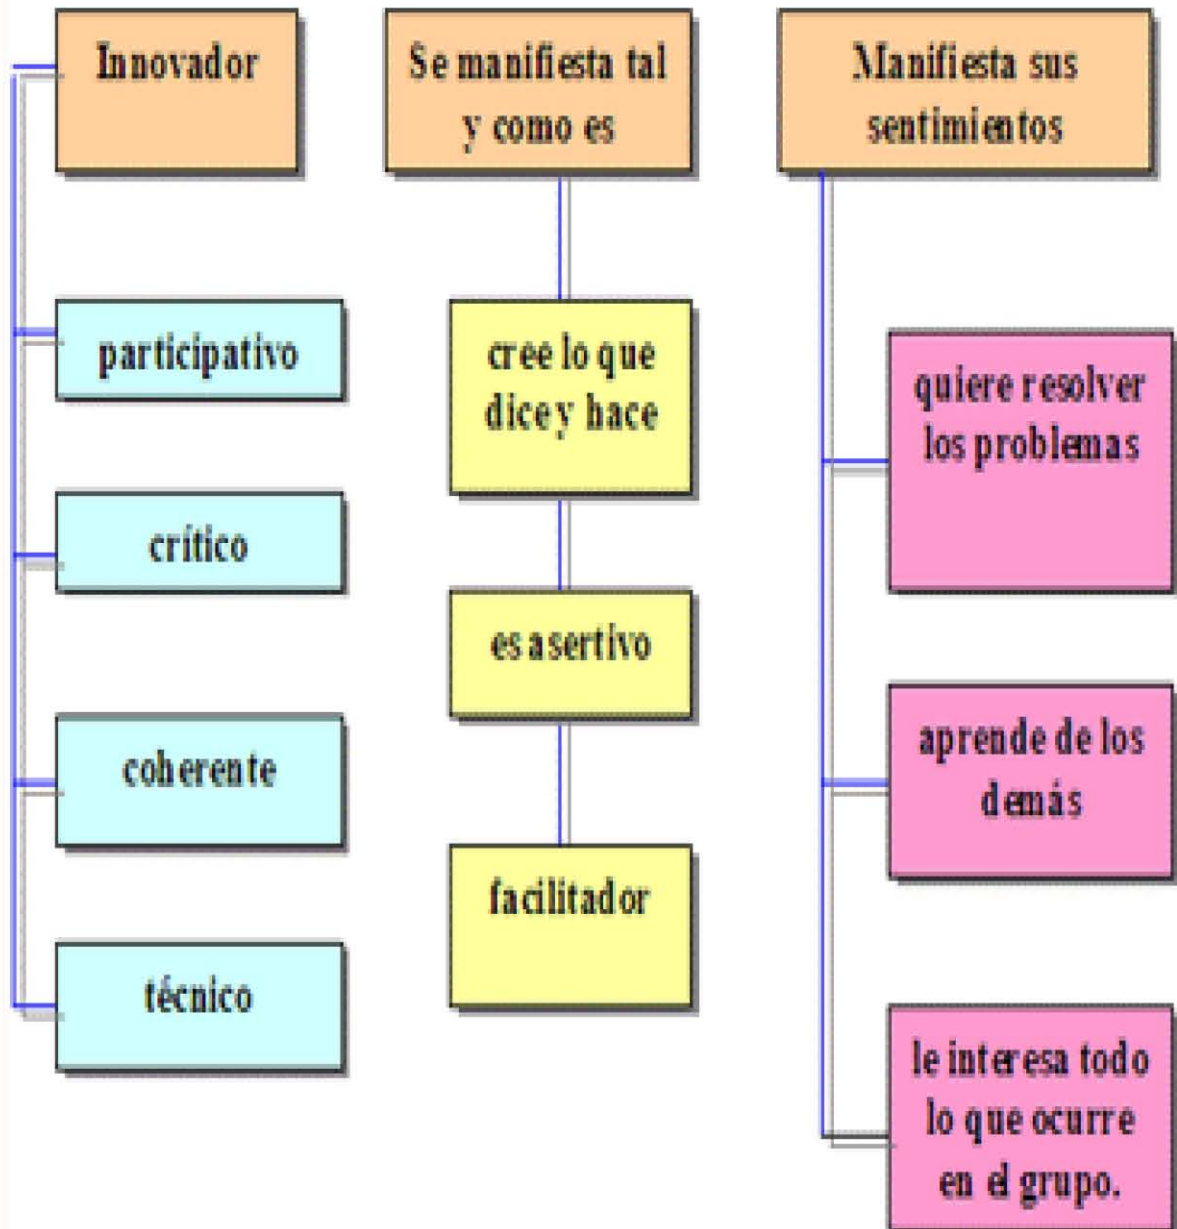 Innovador
participativo
crítico
coherente
técnico
Se manifiesta tal
y como es
cree lo que
dice y hace
es asertivo
facilitador
Manifiesta sus
sentimientos
quiere resolver
los problemas
aprende de los
demás
le interesa todo
lo que ocurre
en el grupo.